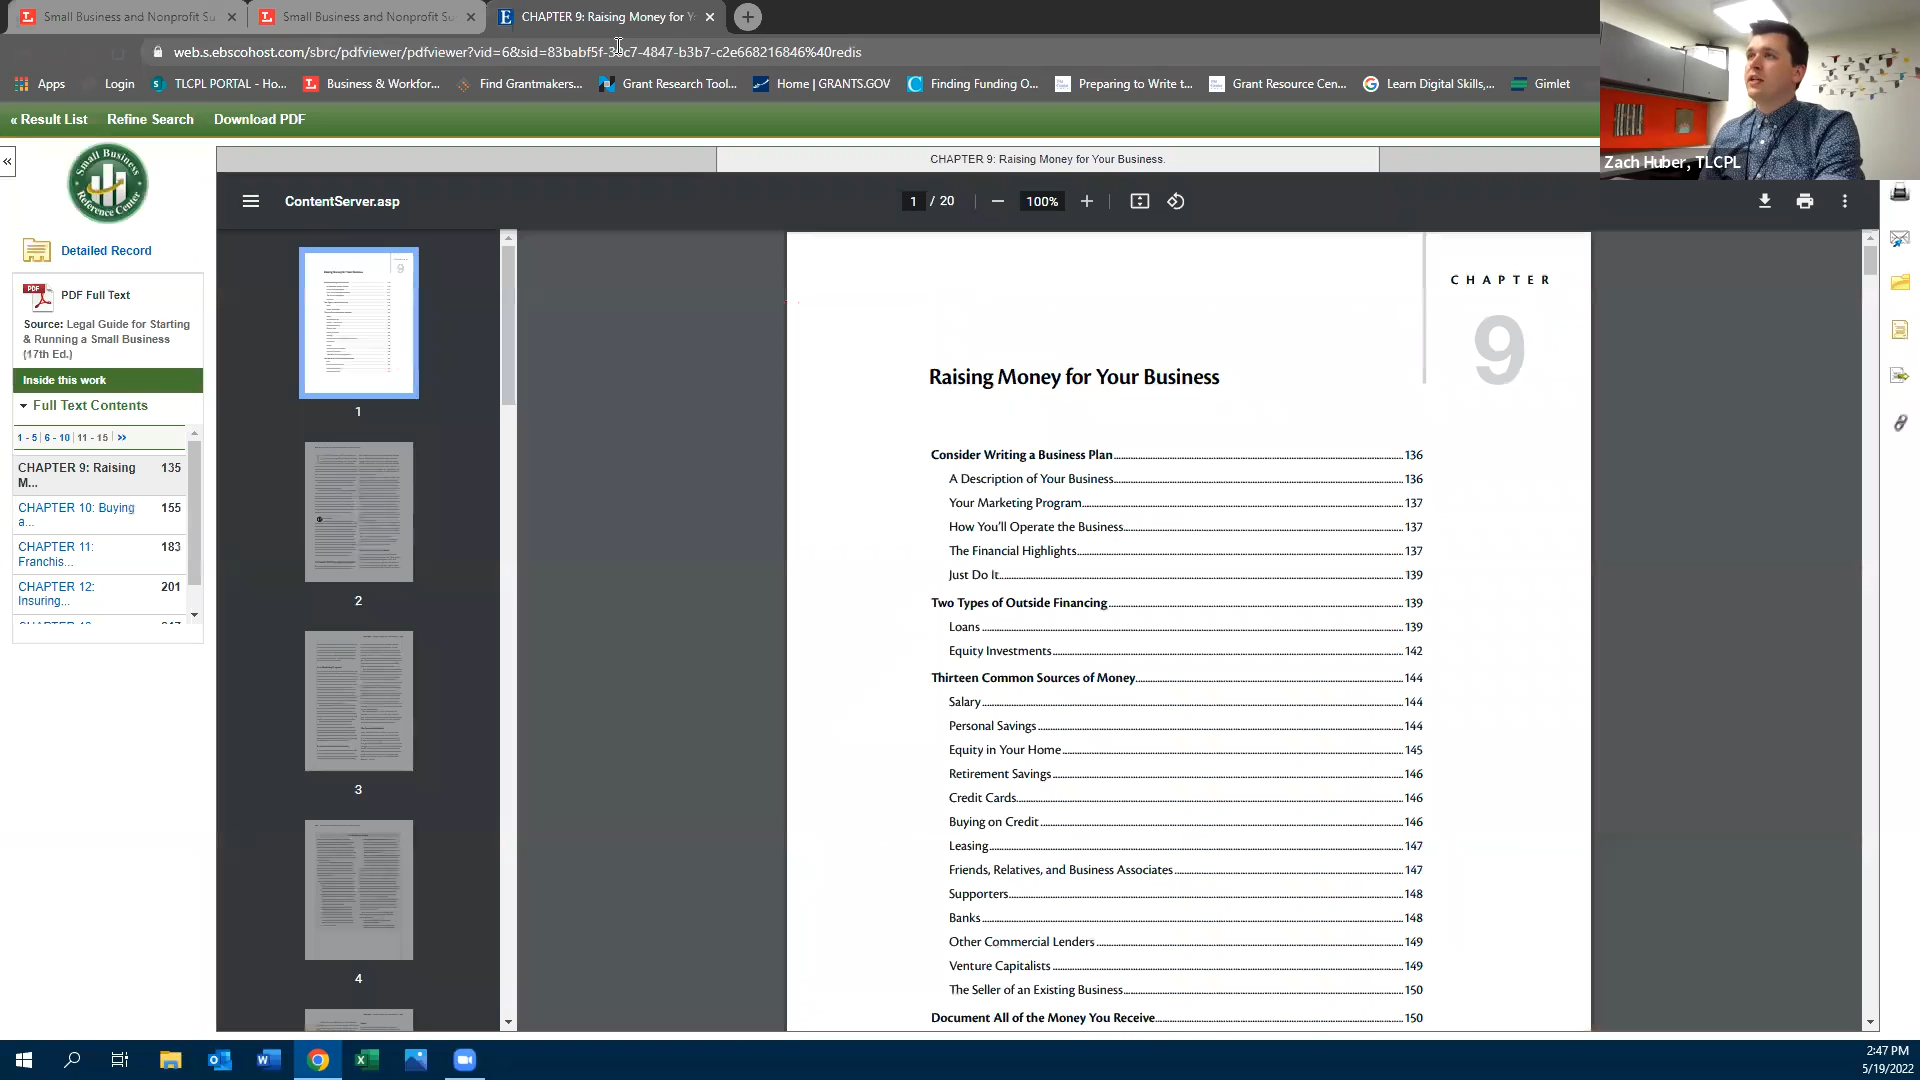 Small Business and Nonprofit Su
Small Business and Nonprofit Su
CHAPTER 9: Raising Money for Y
web.s.ebscohost.com/sbrc/pdfviewer/pdfviewer?vid=6&sid=83babf5f-33c7-4847-b3b7-c2e668216846%40redis
Apps
Login
TLCPL PORTAL - Ho...
Business & Workfor...
Find Grantmakers...
Grant Research Tool...
Home | GRANTS.GOV
Finding Funding O...
Preparing to Write t...
Grant Resource Cen...
Learn Digital Skills,...
Gimlet
« Result List
Refine Search
Download PDF
Zach Huber, TLCPL
«
Small Business
Reference Center
Detailed Record
PDF
PDF Full Text
Source: Legal Guide for Starting
& Running a Small Business
(17th Ed.)
Inside this work
Full Text Contents
1 - 5 | 6 - 10 | 11 - 15 | »
CHAPTER 9: Raising 135
M...
CHAPTER 10: Buying 155
a...
CHAPTER 11: 183
Franchis...
CHAPTER 12: 201
Insuring...
CHAPTER 9: Raising Money for Your Business.
ContentServer.asp
1 / 20
100%
1
2
3
4
CHAPTER
9
Raising Money for Your Business
Consider Writing a Business Plan 136
A Description of Your Business 136
Your Marketing Program 137
How You'll Operate the Business 137
The Financial Highlights 137
Just Do It 139
Two Types of Outside Financing 139
Loans 139
Equity Investments 142
Thirteen Common Sources of Money 144
Salary 144
Personal Savings 144
Equity in Your Home 145
Retirement Savings 146
Credit Cards 146
Buying on Credit 146
Leasing 147
Friends, Relatives, and Business Associates 147
Supporters 148
Banks 148
Other Commercial Lenders 149
Venture Capitalists 149
The Seller of an Existing Business 150
Document All of the Money You Receive 150
2:47 PM
5/19/2022